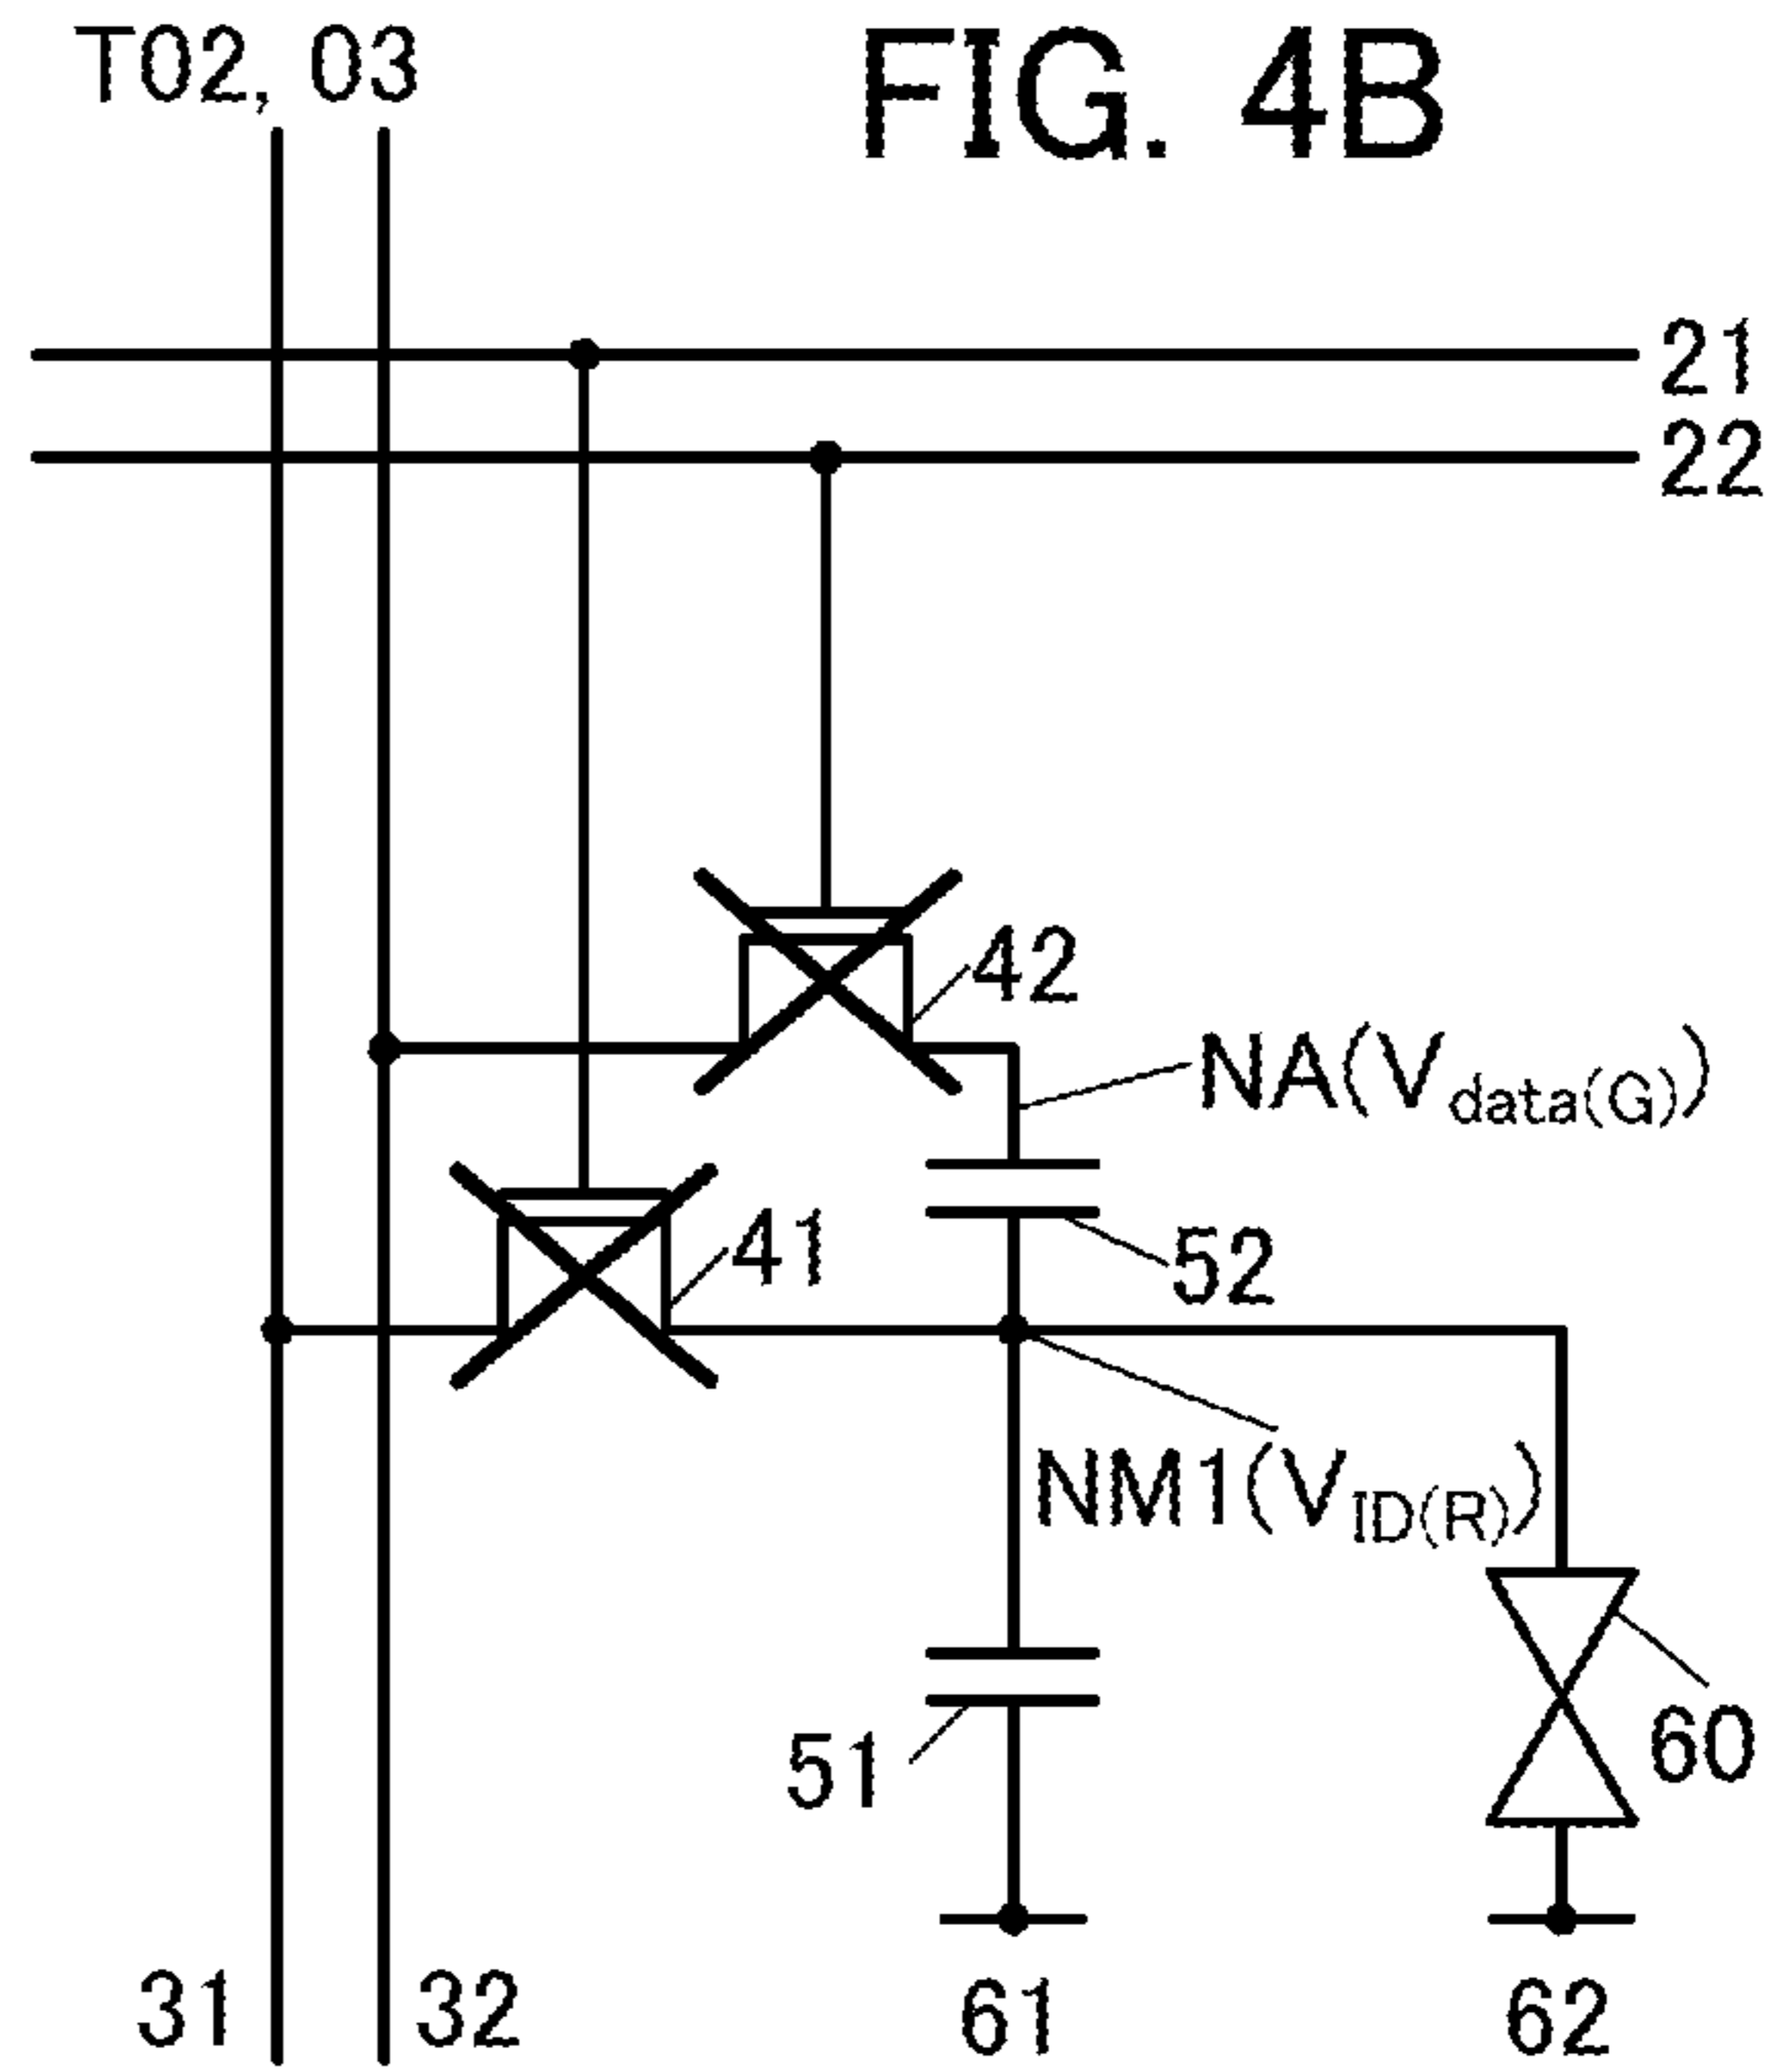 T02, 03
FIG. 4B
21
22
42
NA(Vdata(G))
41
52
NM1(VID(R))
51
60
31
32
61
62